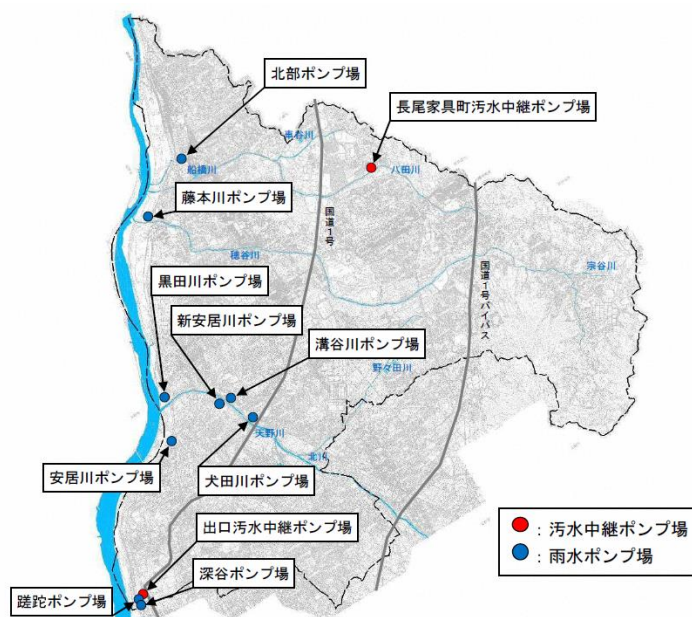 北部ポンプ場
長尾家具町汚水中継ポンプ場
船橋川
八田川
藤本川ポンプ場
国道1号
穂谷川
宗谷川
国道1号バイパス
黒田川ポンプ場
新安居川ポンプ場
溝谷川ポンプ場
野々田川
天野川
北川
安居川ポンプ場
犬田川ポンプ場
出口汚水中継ポンプ場
深谷ポンプ場
蹉跎ポンプ場
：汚水中継ポンプ場
：雨水ポンプ場